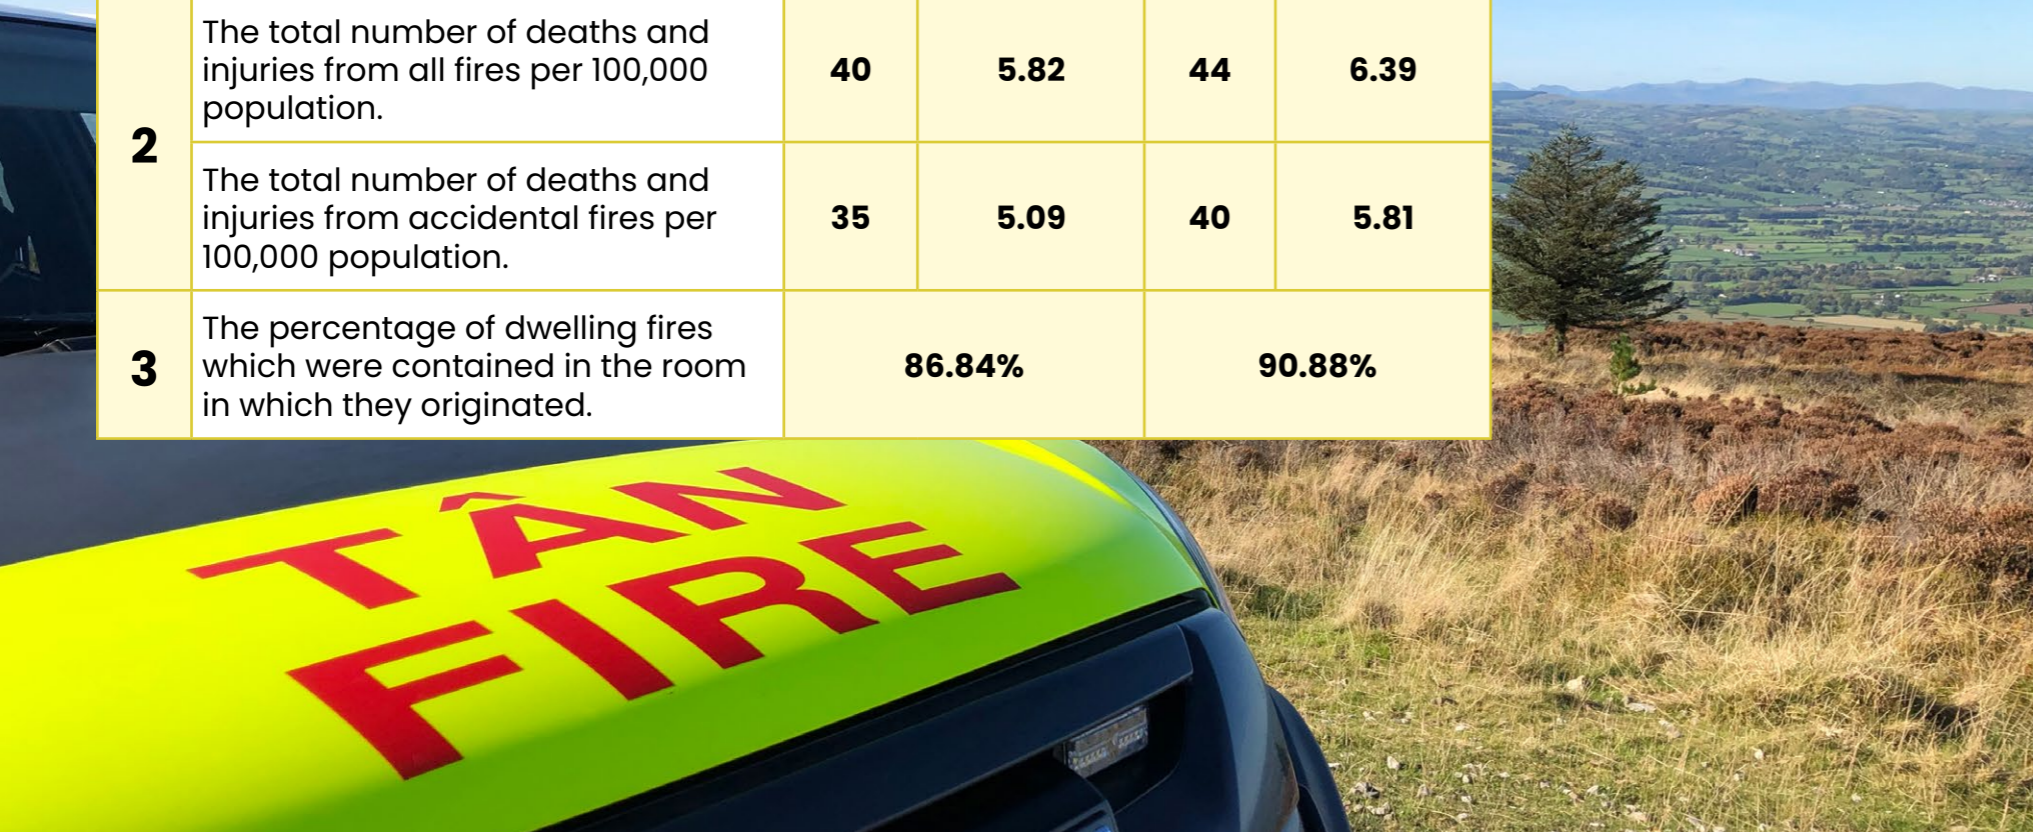 2
The total number of deaths and
injuries from all fires per 100,000
population.
40
5.82
44
6.39
The total number of deaths and
injuries from accidental fires per
100,000 population.
35
5.09
40
5.81
3
The percentage of dwelling fires
which were contained in the room
in which they originated.
86.84%
90.88%
TÂN
FIRE